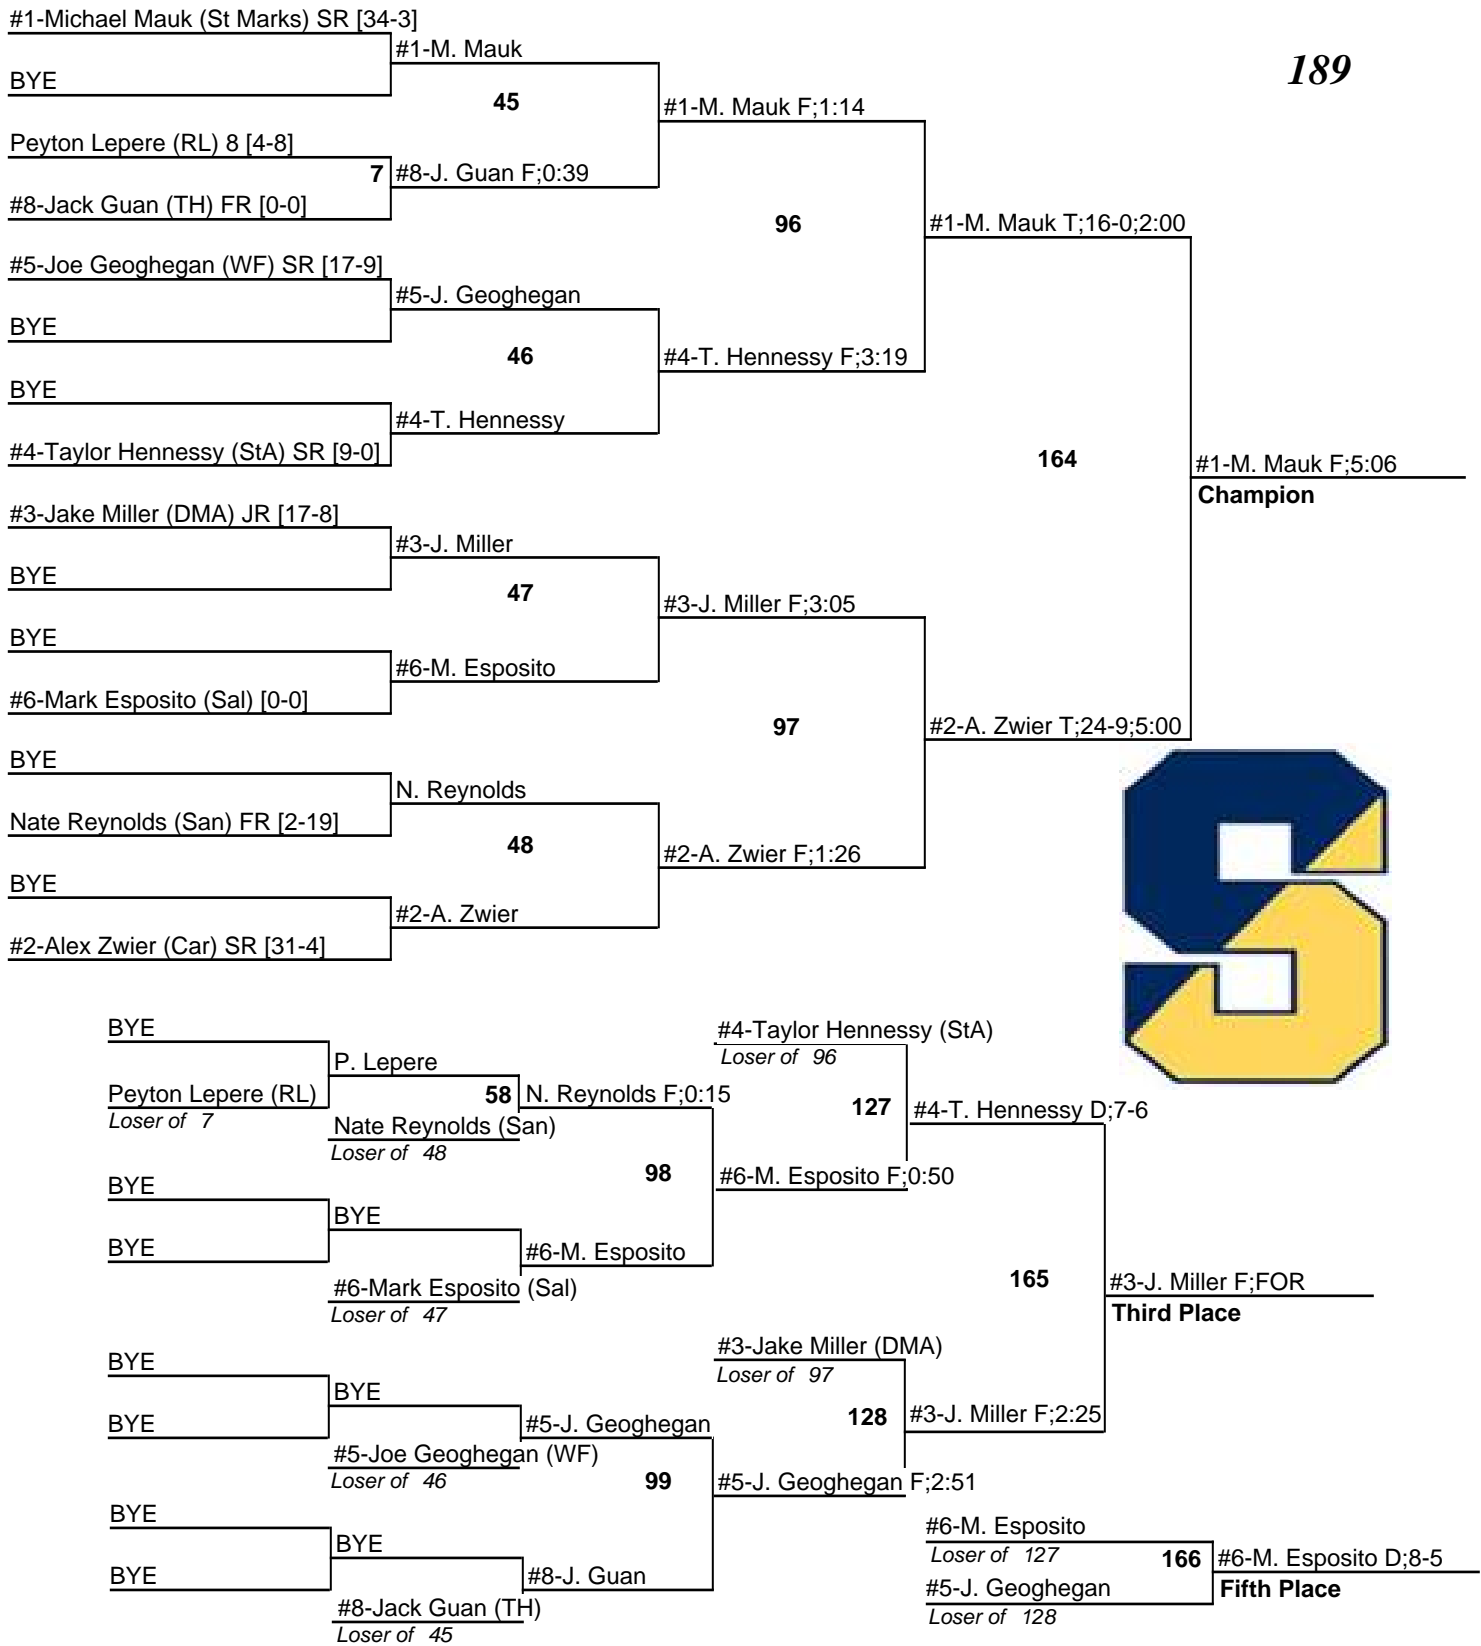 #1-Michael Mauk (St Marks) SR [34-3]
#1-M. Mauk
189
BYE
45
#1-M. Mauk F;1:14
Peyton Lepere (RL) 8 [4-8]
7
#8-J. Guan F;0:39
#8-Jack Guan (TH) FR [0-0]
96
#1-M. Mauk T;16-0;2:00
#5-Joe Geoghegan (WF) SR [17-9]
#5-J. Geoghegan
BYE
46
#4-T. Hennessy F;3:19
BYE
#4-T. Hennessy
#4-Taylor Hennessy (StA) SR [9-0]
164
#1-M. Mauk F;5:06
Champion
#3-Jake Miller (DMA) JR [17-8]
#3-J. Miller
BYE
47
#3-J. Miller F;3:05
BYE
#6-M. Esposito
#6-Mark Esposito (Sal) [0-0]
97
#2-A. Zwier T;24-9;5:00
BYE
N. Reynolds
Nate Reynolds (San) FR [2-19]
48
#2-A. Zwier F;1:26
BYE
#2-A. Zwier
#2-Alex Zwier (Car) SR [31-4]
S
BYE
#4-Taylor Hennessy (StA)
Loser of 96
P. Lepere
Peyton Lepere (RL)
Loser of 7
58
N. Reynolds F;0:15
127
#4-T. Hennessy D;7-6
Nate Reynolds (San)
Loser of 48
98
#6-M. Esposito F;0:50
BYE
BYE
BYE
#6-M. Esposito
#6-Mark Esposito (Sal)
Loser of 47
165
#3-J. Miller F;FOR
Third Place
#3-Jake Miller (DMA)
Loser of 97
BYE
BYE
BYE
#5-J. Geoghegan
128
#3-J. Miller F;2:25
#5-Joe Geoghegan (WF)
Loser of 46
99
#5-J. Geoghegan F;2:51
BYE
BYE
BYE
#8-J. Guan
#8-Jack Guan (TH)
Loser of 45
#6-M. Esposito
Loser of 127
166
#6-M. Esposito D;8-5
Fifth Place
#5-J. Geoghegan
Loser of 128